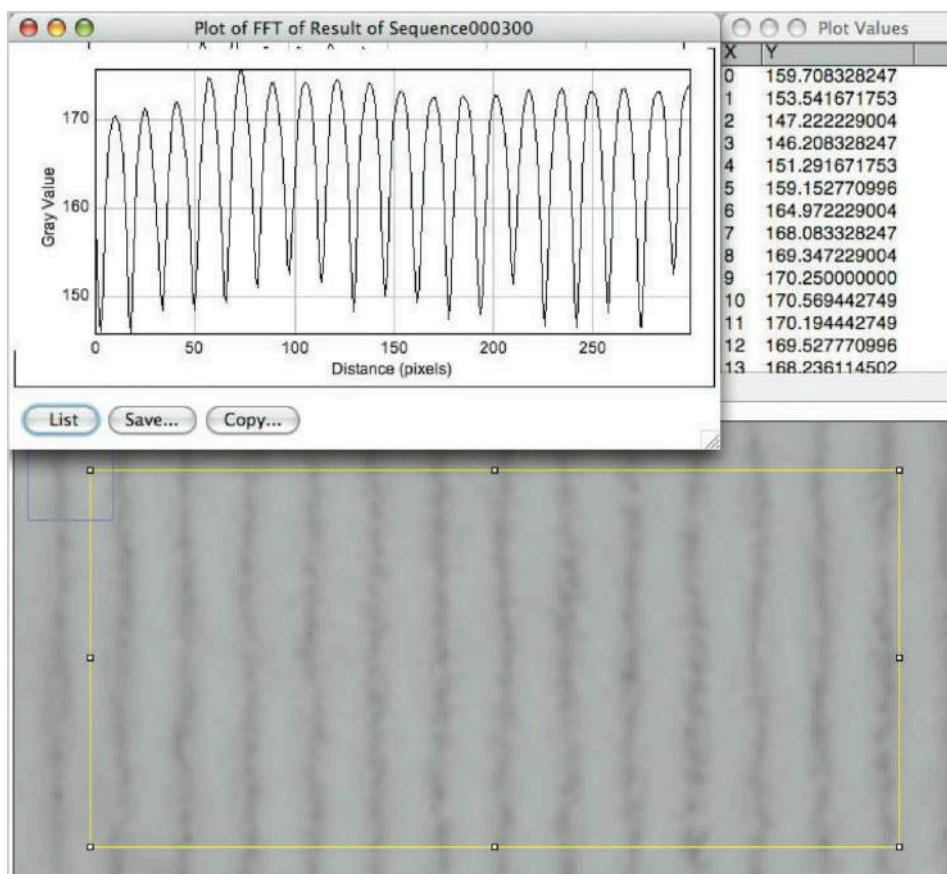 Plot of FFT of Result of Sequence000300
170
160
150
Gray Value
0 50 100 150 200 250
Distance (pixels)
List Save... Copy...
Plot Values
X Y
0 159.708328247
1 153.541671753
2 147.222229004
3 146.208328247
4 151.291671753
5 159.152770996
6 164.972229004
7 168.083328247
8 169.347229004
9 170.250000000
10 170.569442749
11 170.194442749
12 169.527770996
13 168.236114502